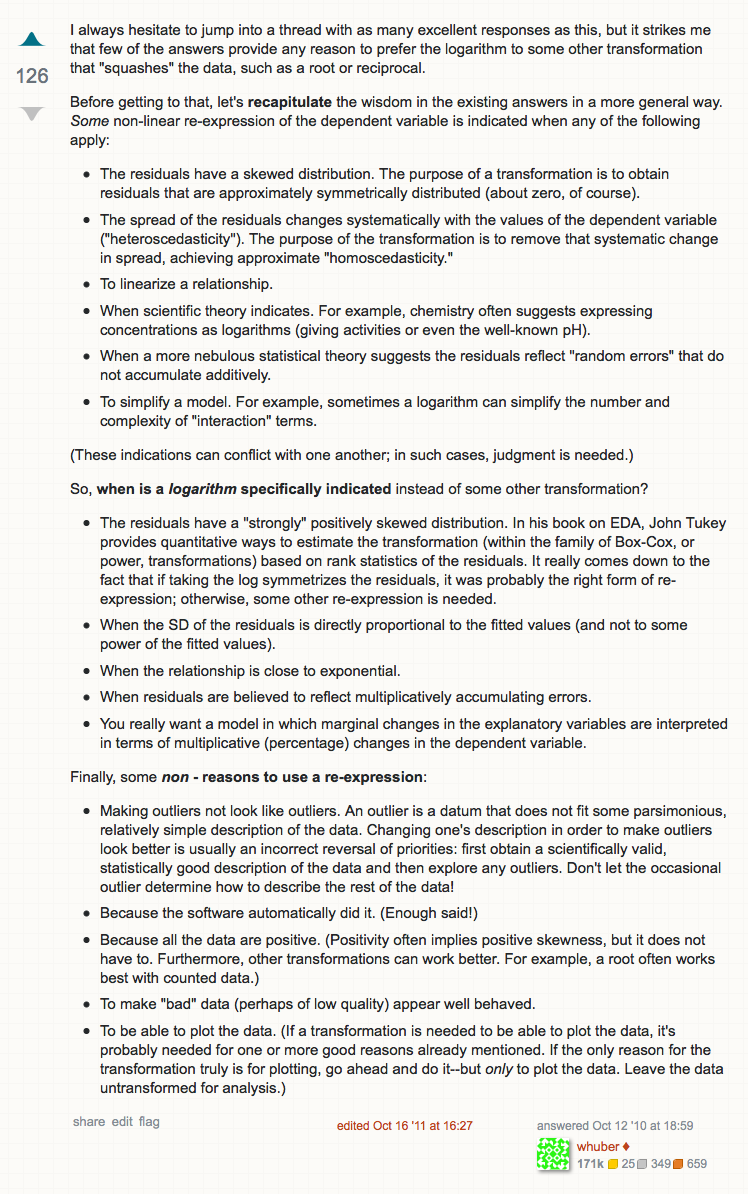 I always hesitate to jump into a thread with as many excellent responses as this, but it strikes me
that few of the answers provide any reason to prefer the logarithm to some other transformation
that "squashes" the data, such as a root or reciprocal.
126
Before getting to that, let's recapitulate the wisdom in the existing answers in a more general way.
Some non-linear re-expression of the dependent variable is indicated when any of the following
apply:
• The residuals have a skewed distribution. The purpose of a transformation is to obtain
residuals that are approximately symmetrically distributed (about zero, of course).
• The spread of the residuals changes systematically with the values of the dependent variable
("heteroscedasticity"). The purpose of the transformation is to remove that systematic change
in spread, achieving approximate "homoscedasticity."
• To linearize a relationship.
• When scientific theory indicates. For example, chemistry often suggests expressing
concentrations as logarithms (giving activities or even the well-known pH).
• When a more nebulous statistical theory suggests the residuals reflect "random errors" that do
not accumulate additively.
• To simplify a model. For example, sometimes a logarithm can simplify the number and
complexity of "interaction" terms.
(These indications can conflict with one another; in such cases, judgment is needed.)
So, when is a logarithm specifically indicated instead of some other transformation?
• The residuals have a "strongly" positively skewed distribution. In his book on EDA, John Tukey
provides quantitative ways to estimate the transformation (within the family of Box-Cox, or
power, transformations) based on rank statistics of the residuals. It really comes down to the
fact that if taking the log symmetrizes the residuals, it was probably the right form of re-
expression; otherwise, some other re-expression is needed.
• When the SD of the residuals is directly proportional to the fitted values (and not to some
power of the fitted values).
• When the relationship is close to exponential.
• When residuals are believed to reflect multiplicatively accumulating errors.
• You really want a model in which marginal changes in the explanatory variables are interpreted
in terms of multiplicative (percentage) changes in the dependent variable.
Finally, some non - reasons to use a re-expression:
• Making outliers not look like outliers. An outlier is a datum that does not fit some parsimonious,
relatively simple description of the data. Changing one's description in order to make outliers
look better is usually an incorrect reversal of priorities: first obtain a scientifically valid,
statistically good description of the data and then explore any outliers. Don't let the occasional
outlier determine how to describe the rest of the data!
• Because the software automatically did it. (Enough said!)
• Because all the data are positive. (Positivity often implies positive skewness, but it does not
have to. Furthermore, other transformations can work better. For example, a root often works
best with counted data.)
• To make "bad" data (perhaps of low quality) appear well behaved.
• To be able to plot the data. (If a transformation is needed to be able to plot the data, it's
probably needed for one or more good reasons already mentioned. If the only reason for the
transformation truly is for plotting, go ahead and do it--but only to plot the data. Leave the data
untransformed for analysis.)
share edit flag
edited Oct 16 '11 at 16:27
answered Oct 12 '10 at 18:59
whuber ♦
171k 25 349 659